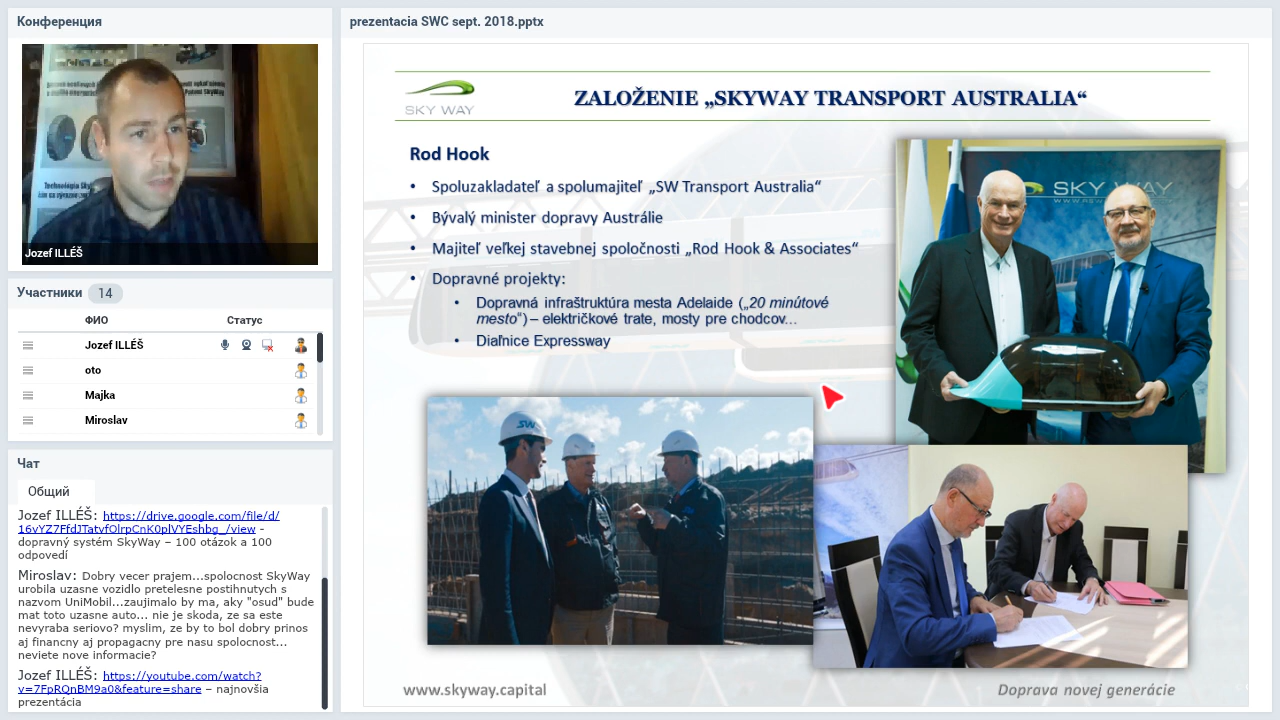 Конференция
Jozef ILLÉŠ
Участники 14
ФИО Статус
Jozef ILLÉŠ
oto
Majka
Miroslav
Чат
Общий
Jozef ILLÉŠ: https://drive.google.com/file/d/
16vYZ7FfdJTatvfOlrpCnK0plVYEshbg_/view -
dopravný systém SkyWay – 100 otázok a 100
odpovedí
Miroslav: Dobry vecer prajem...spolocnost SkyWay
urobila uzasne vozidlo pretelesne postihnutych s
nazvom UniMobil...zaujimalo by ma, aky "osud" bude
mat toto uzasne auto... nie je skoda, ze sa este
nevyraba seriovo? myslim, ze by to bol dobry prinos
aj financny aj propagacny pre nasu spolocnost...
neviete nove informacie?
Jozef ILLÉŠ: https://youtube.com/watch?
v=7FpRQnBM9a0&feature=share – najnovšia
prezentácia
prezentacia SWC sept. 2018.pptx
SKY WAY
ZALOŽENIE „SKYWAY TRANSPORT AUSTRALIA“
Rod Hook
• Spoluzakladateľ a spolumajiteľ „SW Transport Australia“
• Bývalý minister dopravy Austrálie
• Majiteľ veľkej stavebnej spoločnosti „Rod Hook & Associates“
• Dopravné projekty:
• Dopravná infraštruktúra mesta Adelaide („20 minútové
mesto“) – električkové trate, mosty pre chodcov...
• Diaľnice Expressway
SKY WAY
SW
www.skyway.capital
Doprava novej generácie